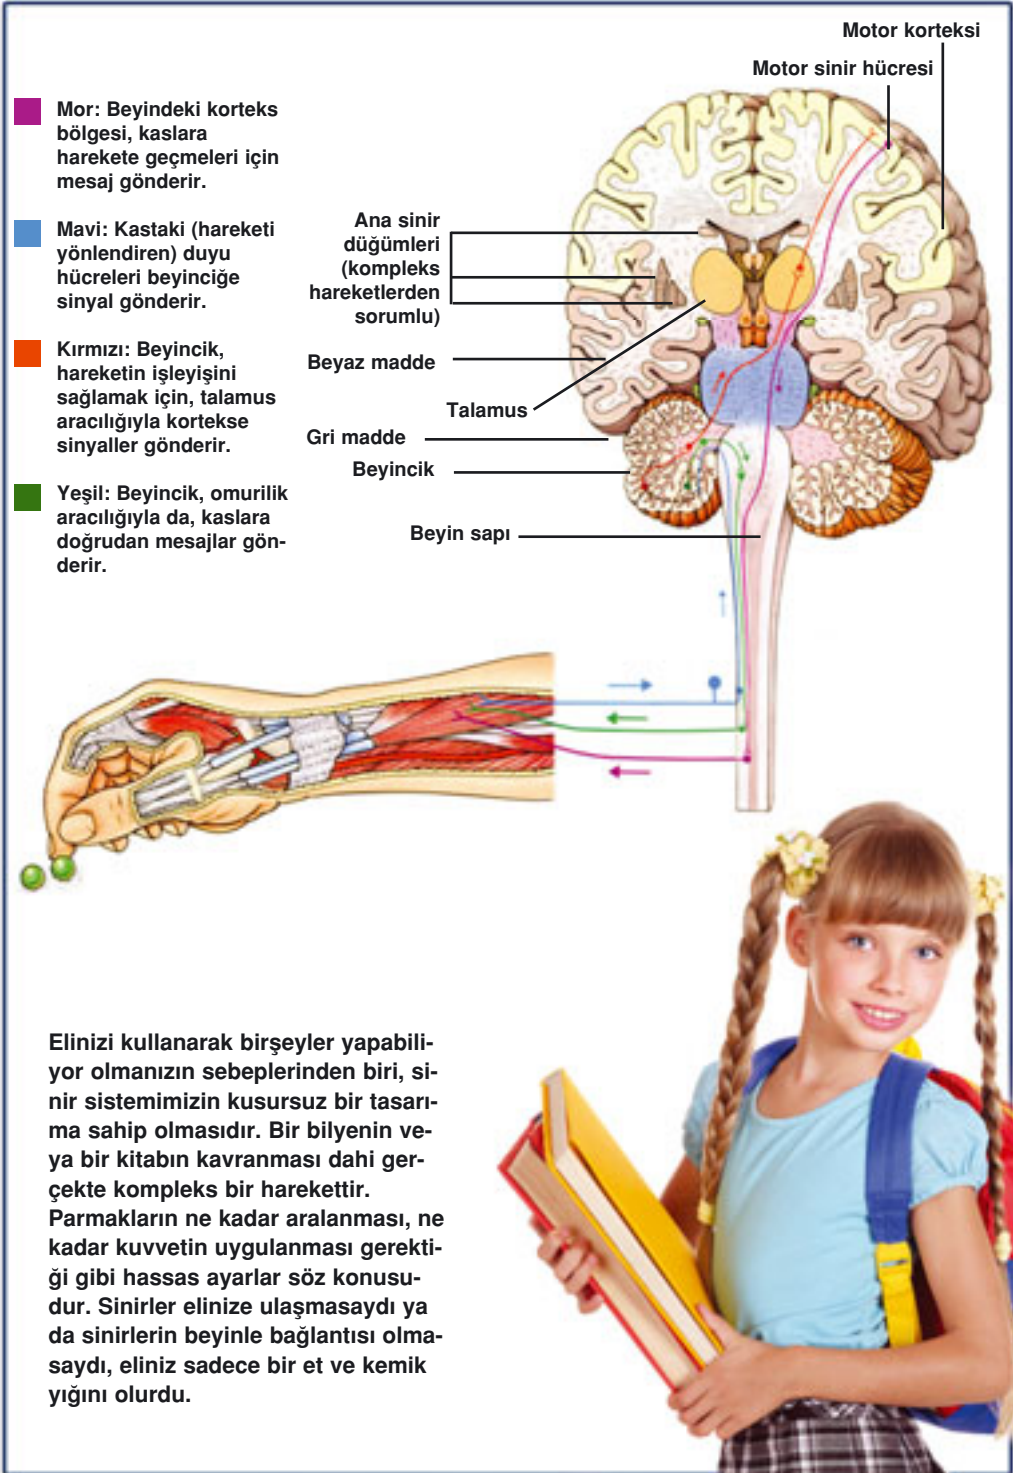 Motor korteksi
Motor sinir hücresi
Mor: Beyindeki korteks
bölgesi, kaslara
harekete geçmeleri için
mesaj gönderir.
Mavi: Kastaki (hareketi
yönlendiren) duyu
hücreleri beyinciğe
sinyal gönderir.
Kırmızı: Beyincik,
hareketin işleyişini
sağlamak için, talamus
aracılığıyla kortekse
sinyaller gönderir.
Yeşil: Beyincik, omurilik
aracılığıyla da, kaslara
doğrudan mesajlar gön-
derir.
Ana sinir
düğümleri
(kompleks
hareketlerden
sorumlu)
Beyaz madde
Talamus
Gri madde
Beyincik
Beyin sapı
Elinizi kullanarak birşeyler yapabili-
yor olmanızın sebeplerinden biri, si-
nir sistemimizin kusursuz bir tasarı-
ma sahip olmasıdır. Bir bilyenin ve-
ya bir kitabın kavranması dahi ger-
çekte kompleks bir harekettir.
Parmakların ne kadar aralanması, ne
kadar kuvvetin uygulanması gerekti-
ği gibi hassas ayarlar söz konusu-
dur. Sinirler elinize ulaşmasaydı ya
da sinirlerin beyinle bağlantısı olma-
saydı, eliniz sadece bir et ve kemik
yığını olurdu.